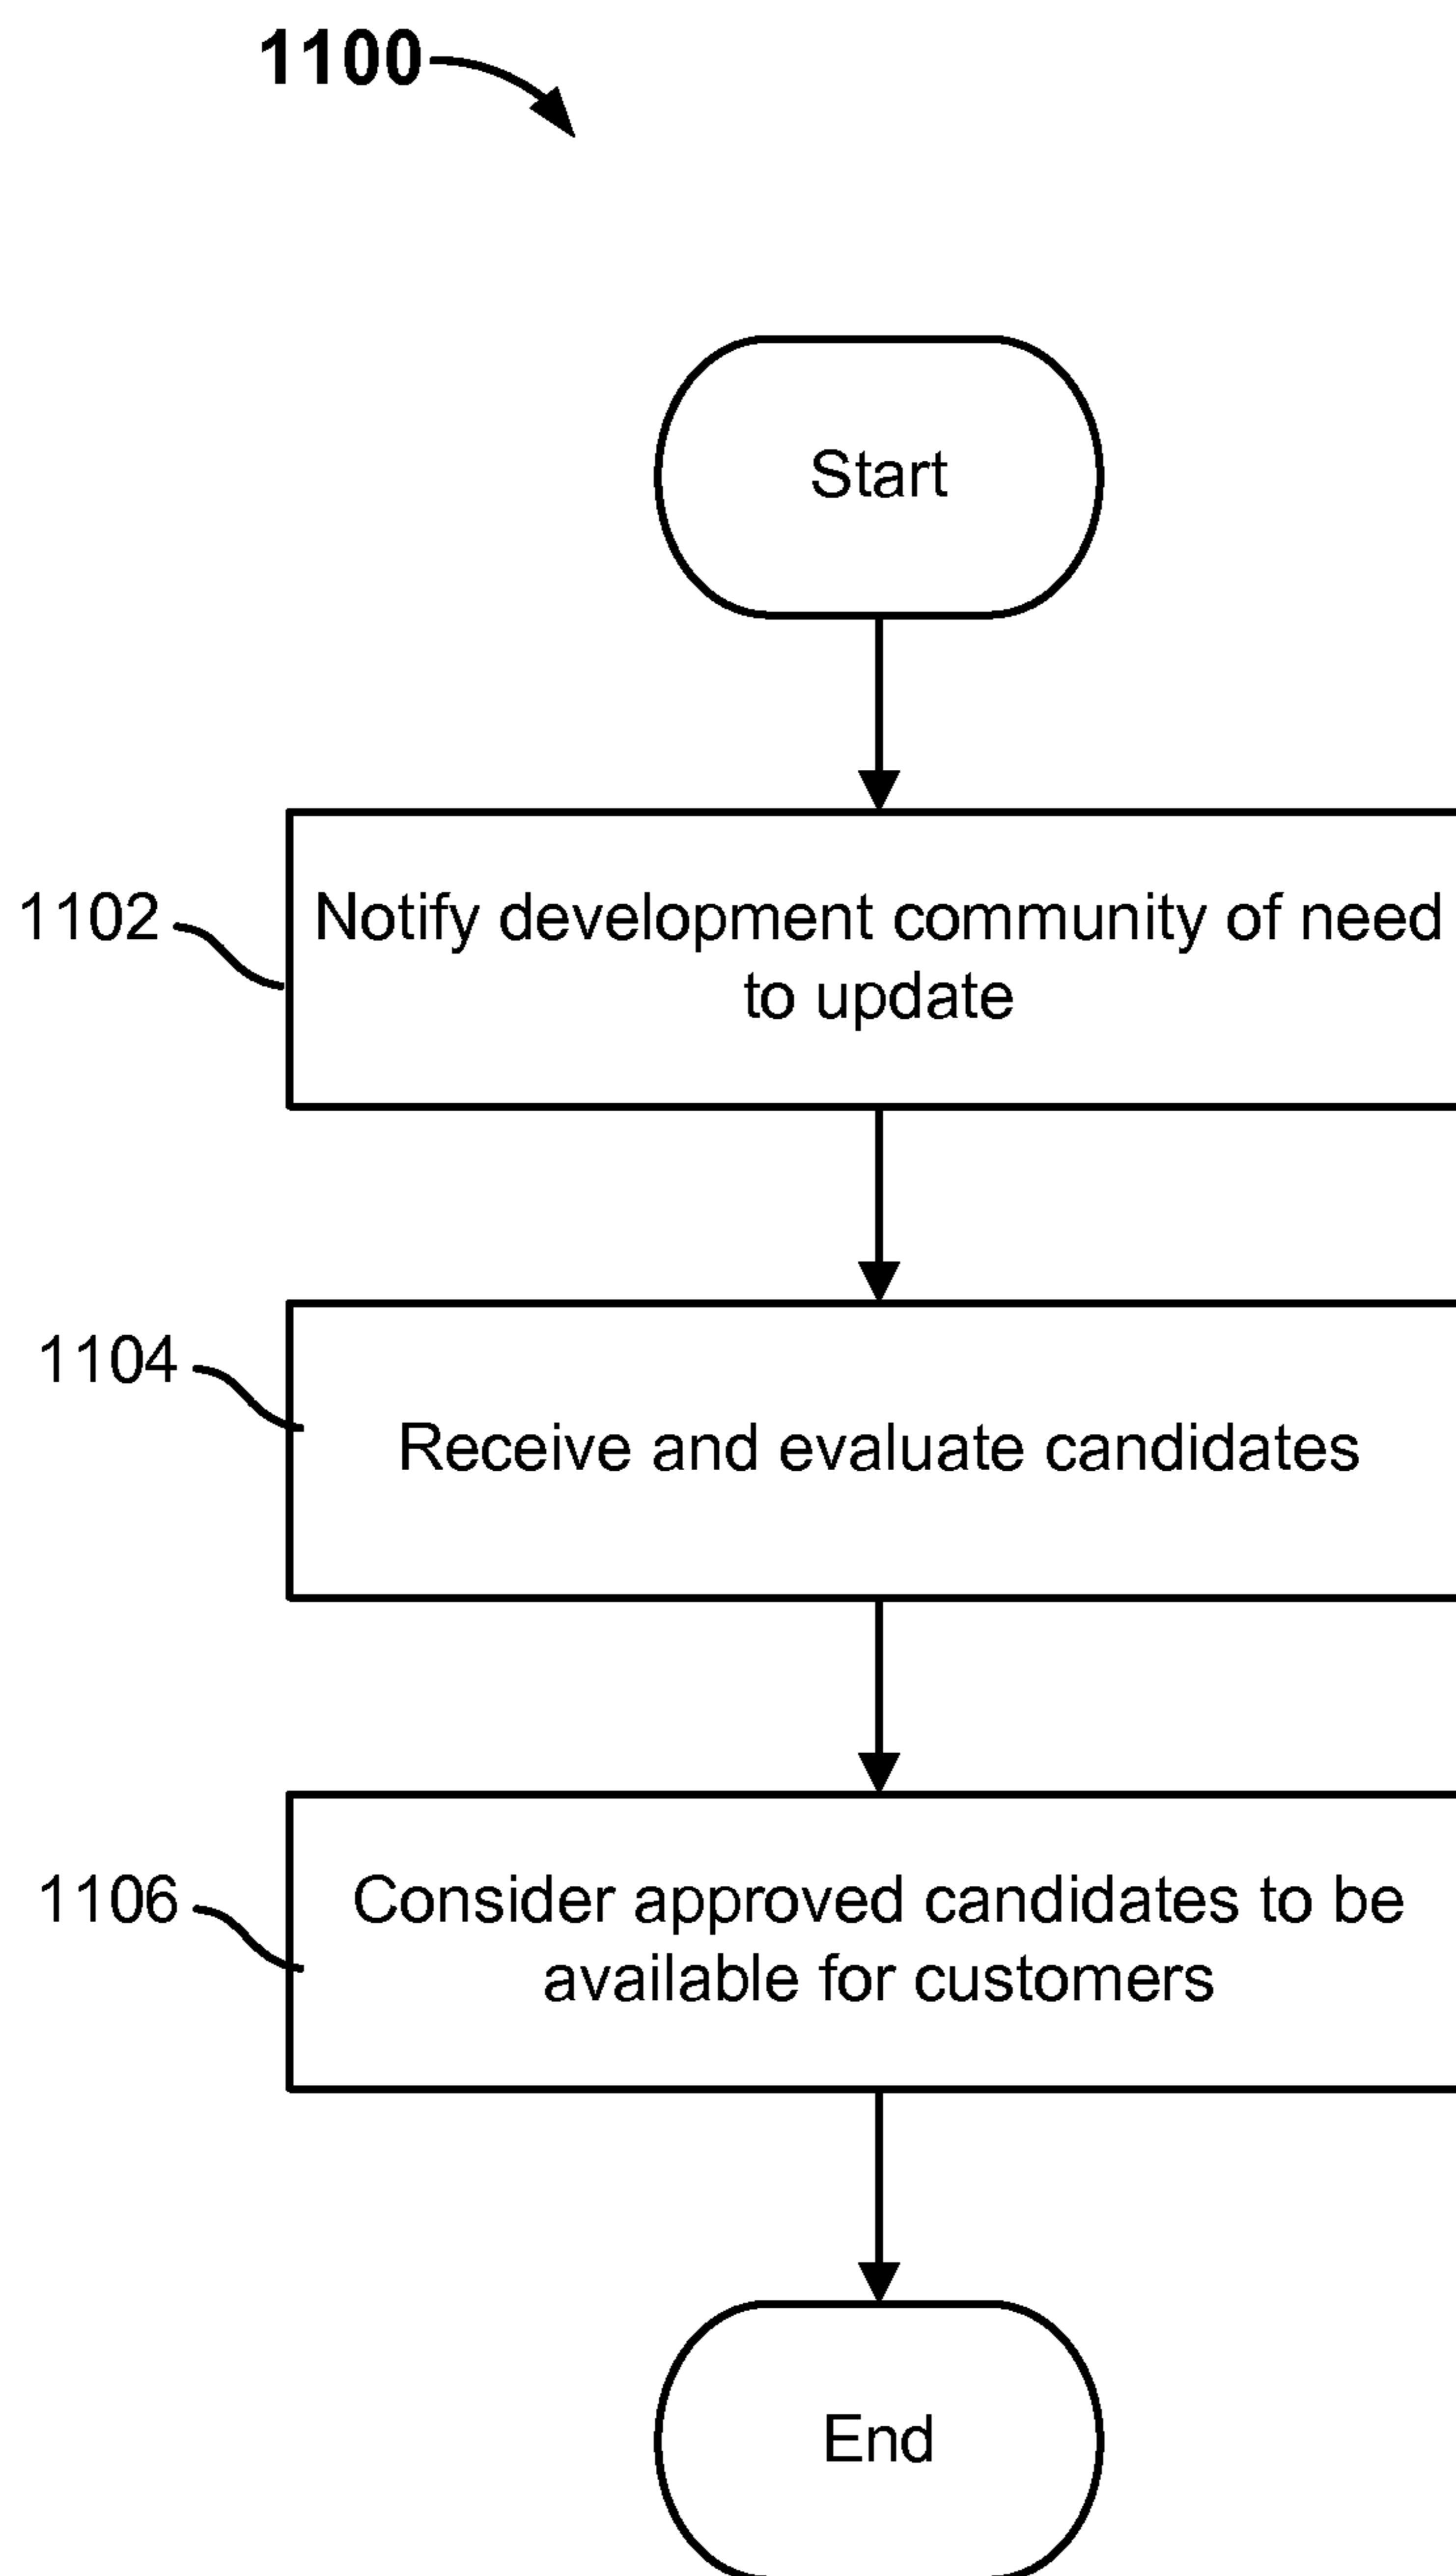 1100
Start
1102
Notify development community of need
to update
1104
Receive and evaluate candidates
1106
Consider approved candidates to be
available for customers
End